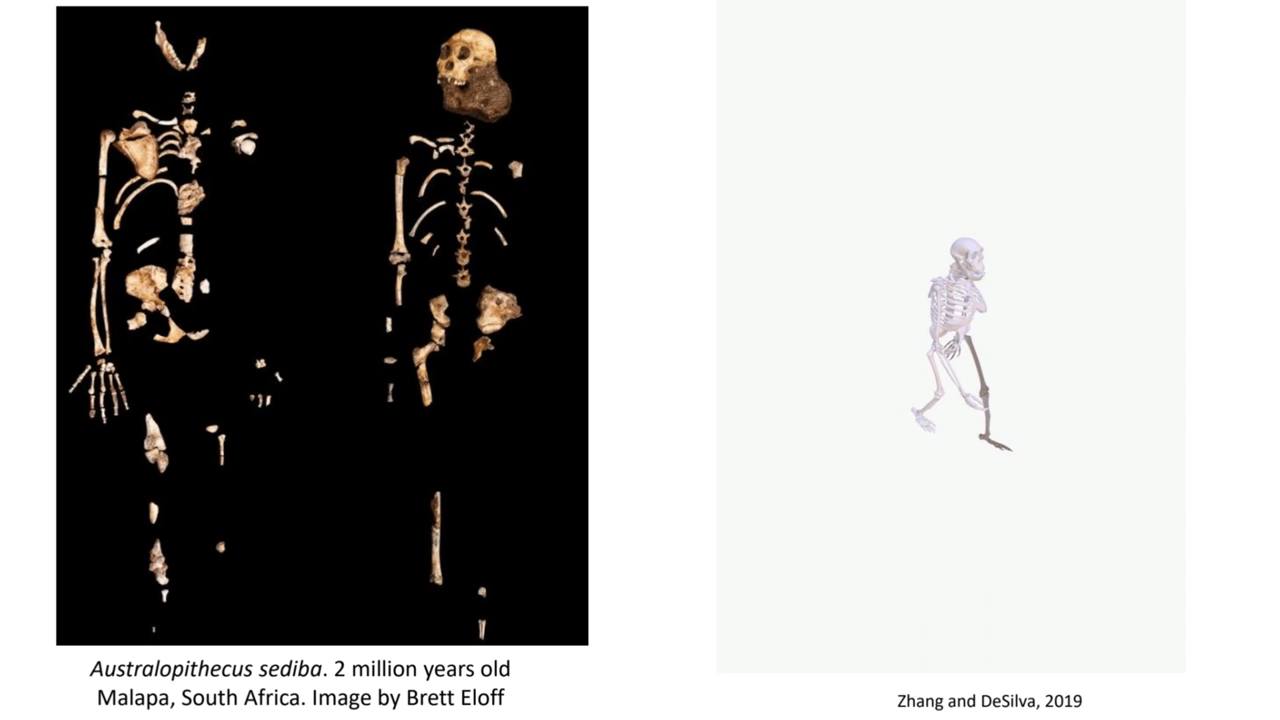 Australopithecus sediba. 2 million years old
Malapa, South Africa. Image by Brett Eloff
Zhang and DeSilva, 2019